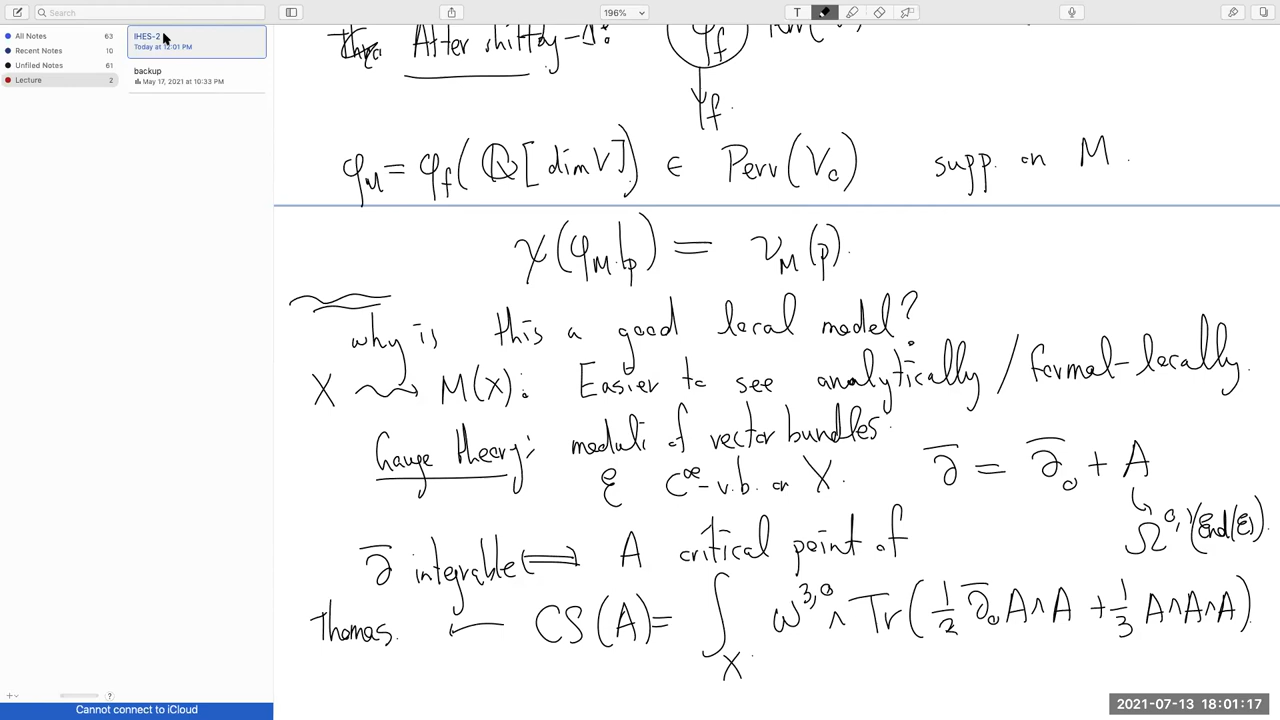 Search
196%
T
All Notes 63
Recent Notes 10
Unfiled Notes 61
Lecture 2
IHES-2
Today at 12:01 PM
backup
May 17, 2021 at 10:33 PM
After shifting
φ_f
f
φ_M = φ_f(ℚ[dim V]) ∈ Perv(V_0) supp. on M.
χ(φ_M|_p) = ν_M(p).
why is this a good local model?
X ⇝ M(X): Easier to see analytically / formal-locally.
Gauge theory: moduli of vector bundles.
ε C^∞-v.b. on X. ∂̄ = ∂̄_0 + A
Ω^{0,1}(End(ε)).
∂̄ integrable ⟺ A critical point of
Thomas. ← CS(A) = ∫_X ω^{3,0} ∧ Tr(1/2 ∂̄_0 A∧A + 1/3 A∧A∧A).
Cannot connect to iCloud
2021-07-13 18:01:17